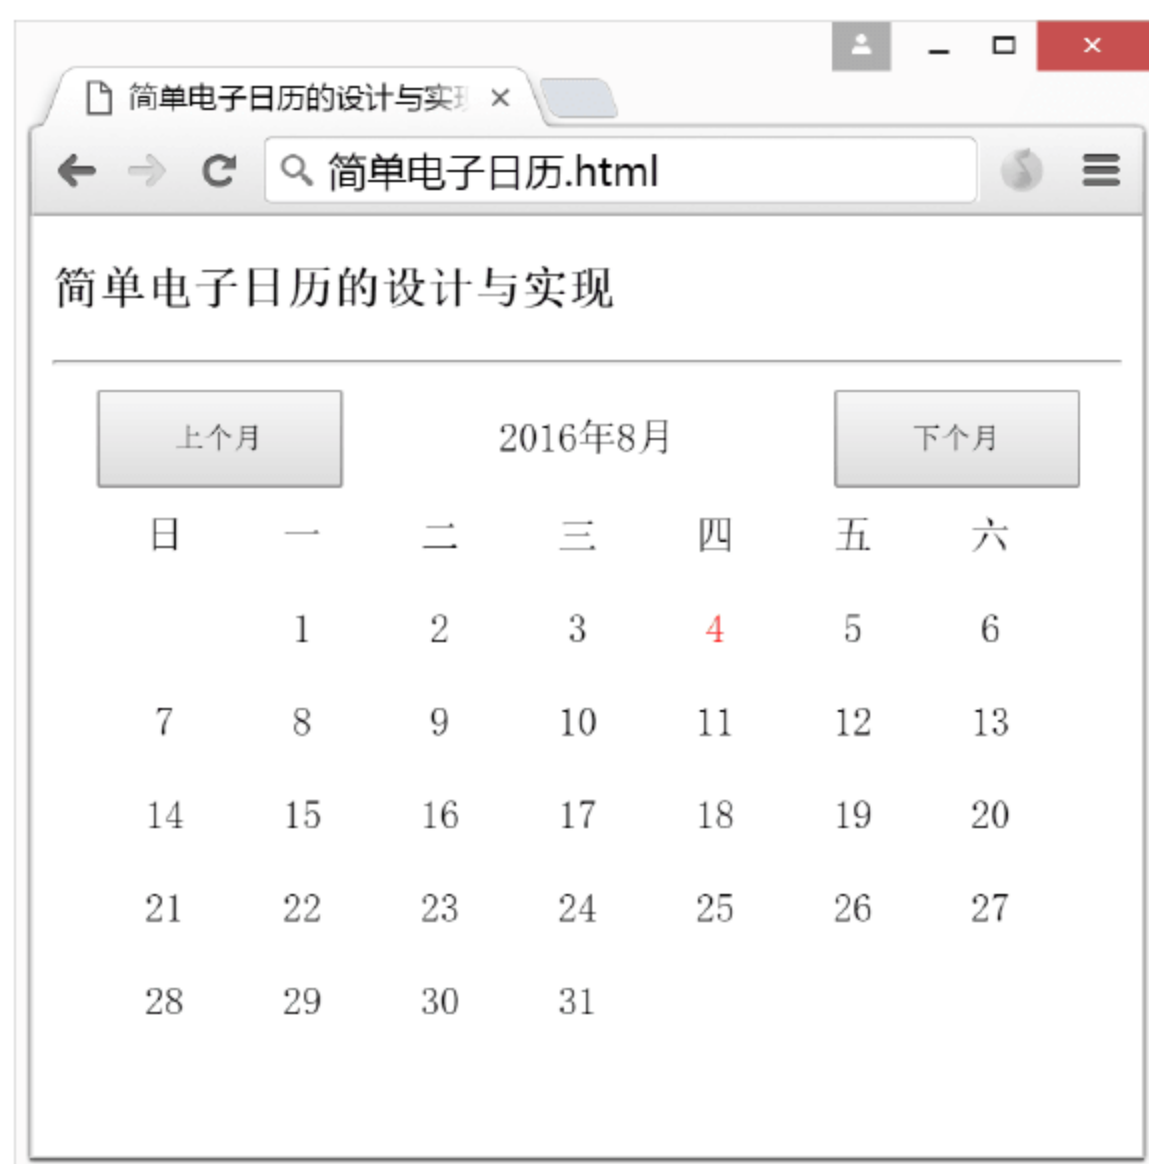 简单电子日历的设计与实
简单电子日历.html
简单电子日历的设计与实现
上个月 2016年8月 下个月
日 一 二 三 四 五 六
1 2 3 4 5 6
7 8 9 10 11 12 13
14 15 16 17 18 19 20
21 22 23 24 25 26 27
28 29 30 31